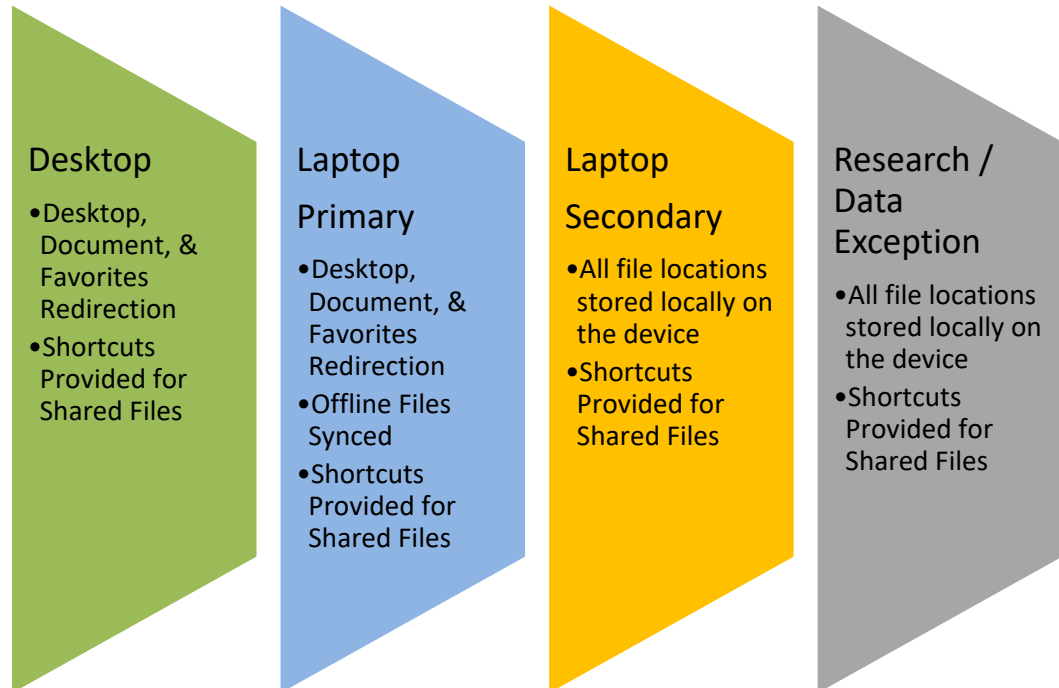 Desktop
•Desktop,
Document, &
Favorites
Redirection
•Shortcuts
Provided for
Shared Files
Laptop
Primary
•Desktop,
Document, &
Favorites
Redirection
•Offline Files
Synced
•Shortcuts
Provided for
Shared Files
Laptop
Secondary
•All file locations
stored locally on
the device
•Shortcuts
Provided for
Shared Files
Research /
Data
Exception
•All file locations
stored locally on
the device
•Shortcuts
Provided for
Shared Files